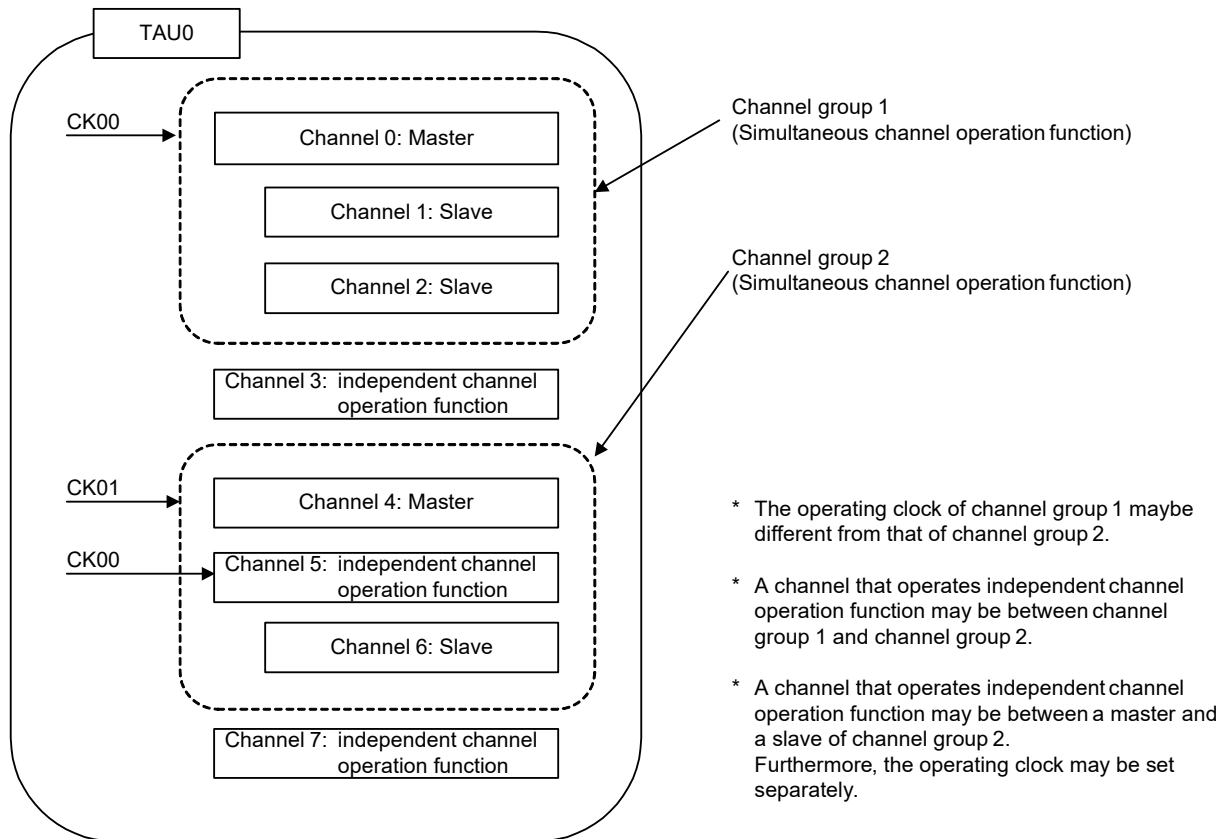 TAU0
CK00
Channel 0: Master
Channel 1: Slave
Channel 2: Slave
Channel group 1
(Simultaneous channel operation function)
Channel group 2
(Simultaneous channel operation function)
Channel 3: independent channel
operation function
CK01
Channel 4: Master
CK00
Channel 5: independent channel
operation function
Channel 6: Slave
Channel 7: independent channel
operation function
* The operating clock of channel group 1 maybe
different from that of channel group 2.
* A channel that operates independent channel
operation function may be between channel
group 1 and channel group 2.
* A channel that operates independent channel
operation function may be between a master and
a slave of channel group 2.
Furthermore, the operating clock may be set
separately.